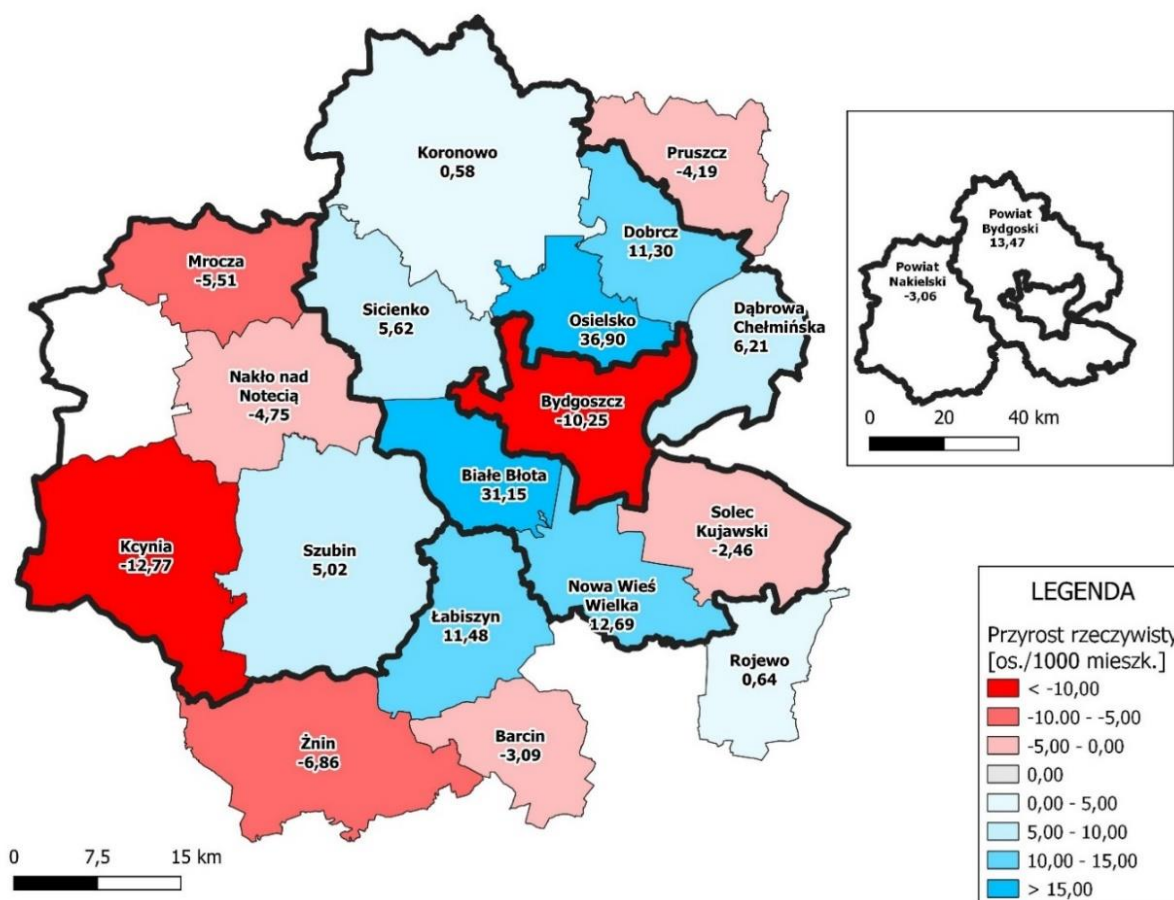 Koronowo
0,58
Pruszcz
-4,19
Dobrcz
11,30
Mrocza
-5,51
Sicienko
5,62
Osielsko
36,90
Dąbrowa
Chełmińska
6,21
Nakło nad
Notecią
-4,75
Bydgoszcz
-10,25
Białe Błota
31,15
Solec
Kujawski
-2,46
Kcynia
-12,77
Szubin
5,02
Nowa Wieś
Wielka
12,69
Łabiszyn
11,48
Rojewo
0,64
Żnin
-6,86
Barcin
-3,09
0 7,5 15 km
Powiat
Bydgoski
13,47
Powiat
Nakielski
-3,06
0 20 40 km
LEGENDA
Przyrost rzeczywisty
[os./1000 mieszk.]
< -10,00
-10.00 - -5,00
-5,00 - 0,00
0,00
0,00 - 5,00
5,00 - 10,00
10,00 - 15,00
> 15,00